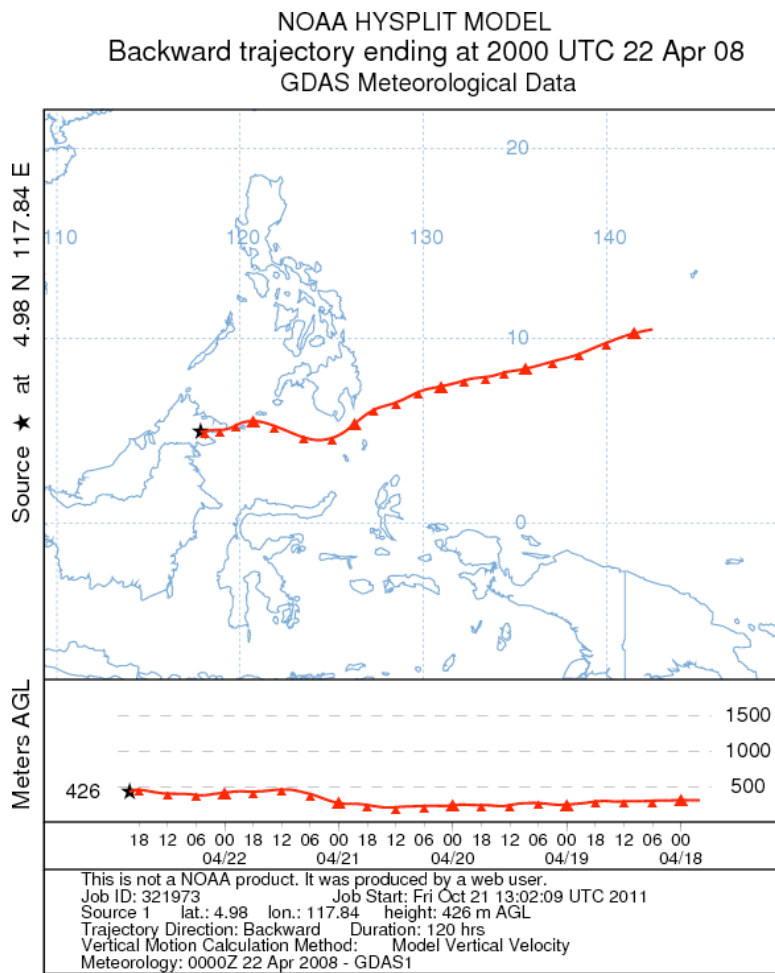 NOAA HYSPLIT MODEL
Backward trajectory ending at 2000 UTC 22 Apr 08
GDAS Meteorological Data
Source ★ at 4.98 N 117.84 E
20
110 120 130 140
10
0
Meters AGL
1500
1000
426 500
18 12 06 00 18 12 06 00 18 12 06 00 18 12 06 00 18 12 06 00
04/22 04/21 04/20 04/19 04/18
This is not a NOAA product. It was produced by a web user.
Job ID: 321973 Job Start: Fri Oct 21 13:02:09 UTC 2011
Source 1 lat.: 4.98 lon.: 117.84 height: 426 m AGL
Trajectory Direction: Backward Duration: 120 hrs
Vertical Motion Calculation Method: Model Vertical Velocity
Meteorology: 0000Z 22 Apr 2008 - GDAS1